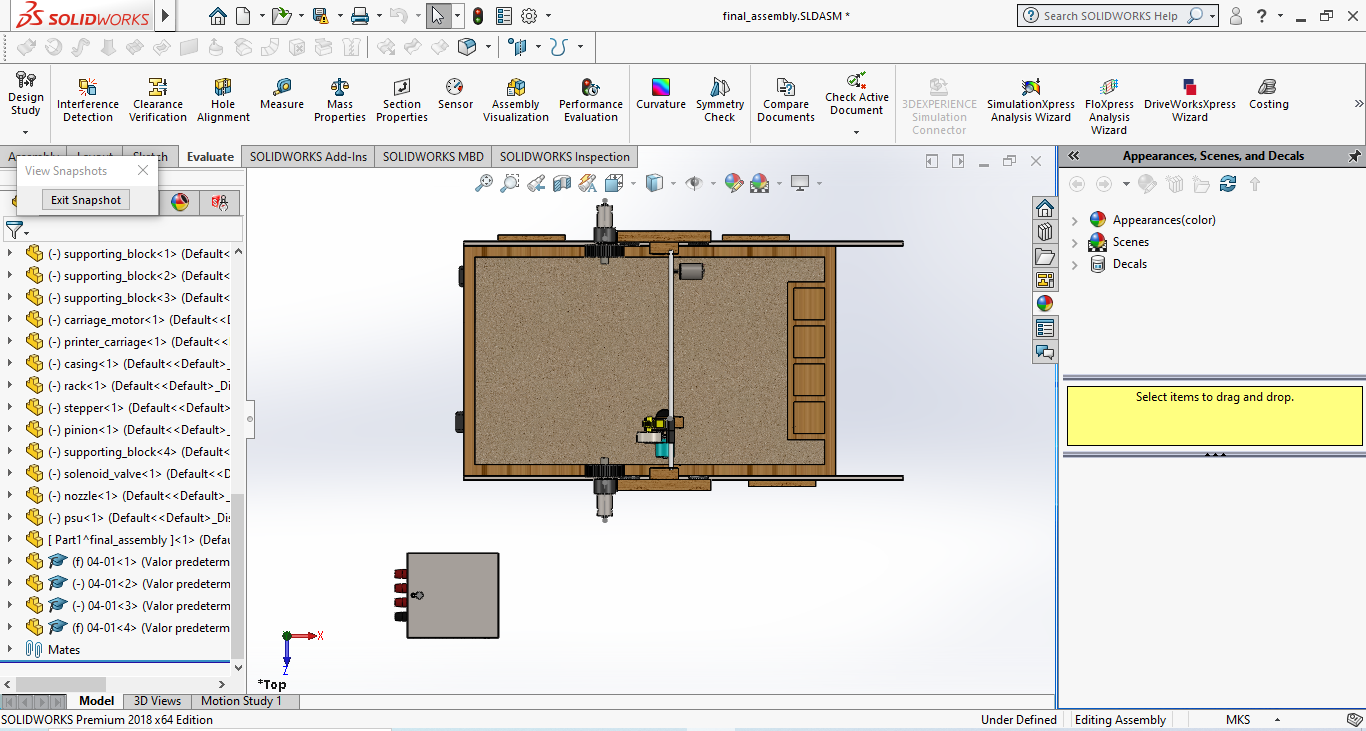 SOLIDWORKS
final_assembly.SLDASM *
Search SOLIDWORKS Help
?
Design Study
Interference Detection
Clearance Verification
Hole Alignment
Measure
Mass Properties
Section Properties
Sensor
Assembly Visualization
Performance Evaluation
Curvature
Symmetry Check
Compare Documents
Check Active Document
3DEXPERIENCE Simulation Connector
SimulationXpress Analysis Wizard
FloXpress Analysis Wizard
DriveWorksXpress Wizard
Costing
Evaluate
SOLIDWORKS Add-Ins
SOLIDWORKS MBD
SOLIDWORKS Inspection
View Snapshots
Exit Snapshot
(-) supporting_block<1> (Default<
(-) supporting_block<2> (Default<
(-) supporting_block<3> (Default<
(-) carriage_motor<1> (Default<<D
(-) printer_carriage<1> (Default<<
(-) casing<1> (Default<<Default>_
(-) rack<1> (Default<<Default>_Di
(-) stepper<1> (Default<<Default>
(-) pinion<1> (Default<<Default>_
(-) supporting_block<4> (Default<
(-) solenoid_valve<1> (Default<<D
(-) nozzle<1> (Default<<Default>_
(-) psu<1> (Default<<Default>_Dis
[ Part1^final_assembly ]<1> (Defau
(f) 04-01<1> (Valor predeterm
(-) 04-01<2> (Valor predeterm
(-) 04-01<3> (Valor predeterm
(f) 04-01<4> (Valor predeterm
Mates
X
Z
*Top
Appearances, Scenes, and Decals
Appearances(color)
Scenes
Decals
Select items to drag and drop.
Model
3D Views
Motion Study 1
SOLIDWORKS Premium 2018 x64 Edition
Under Defined
Editing Assembly
MKS